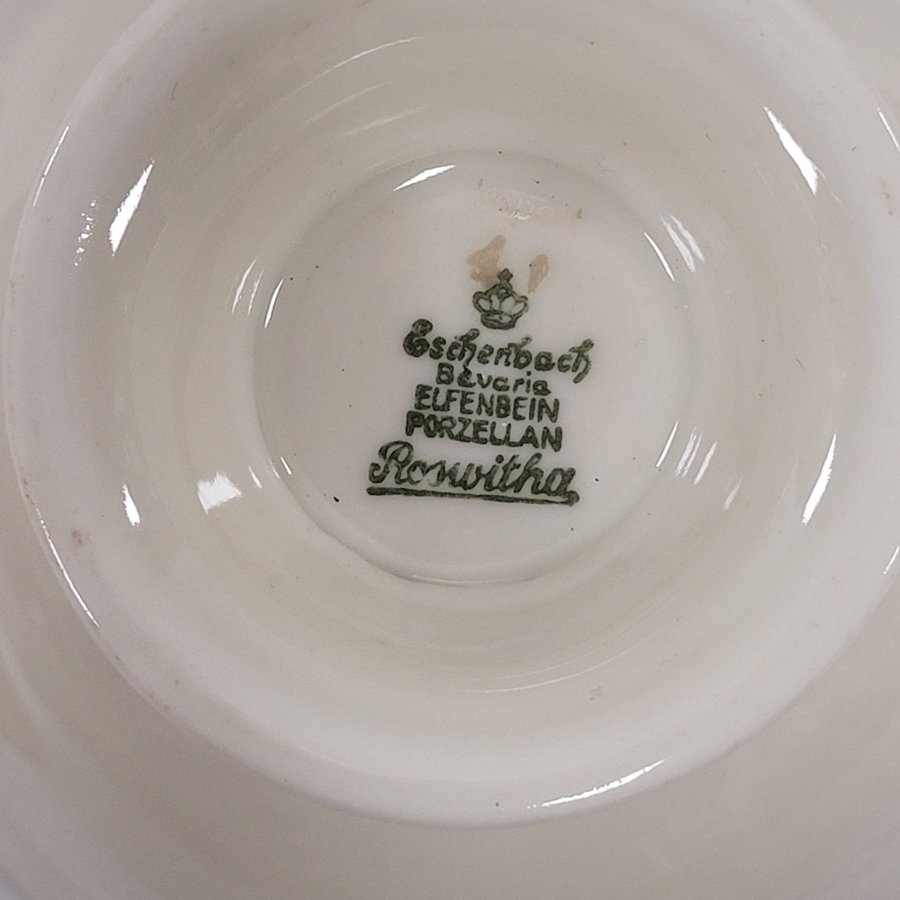 Eschenbach
Bavaria
ELFENBEIN
PORZELLAN
Roswitha